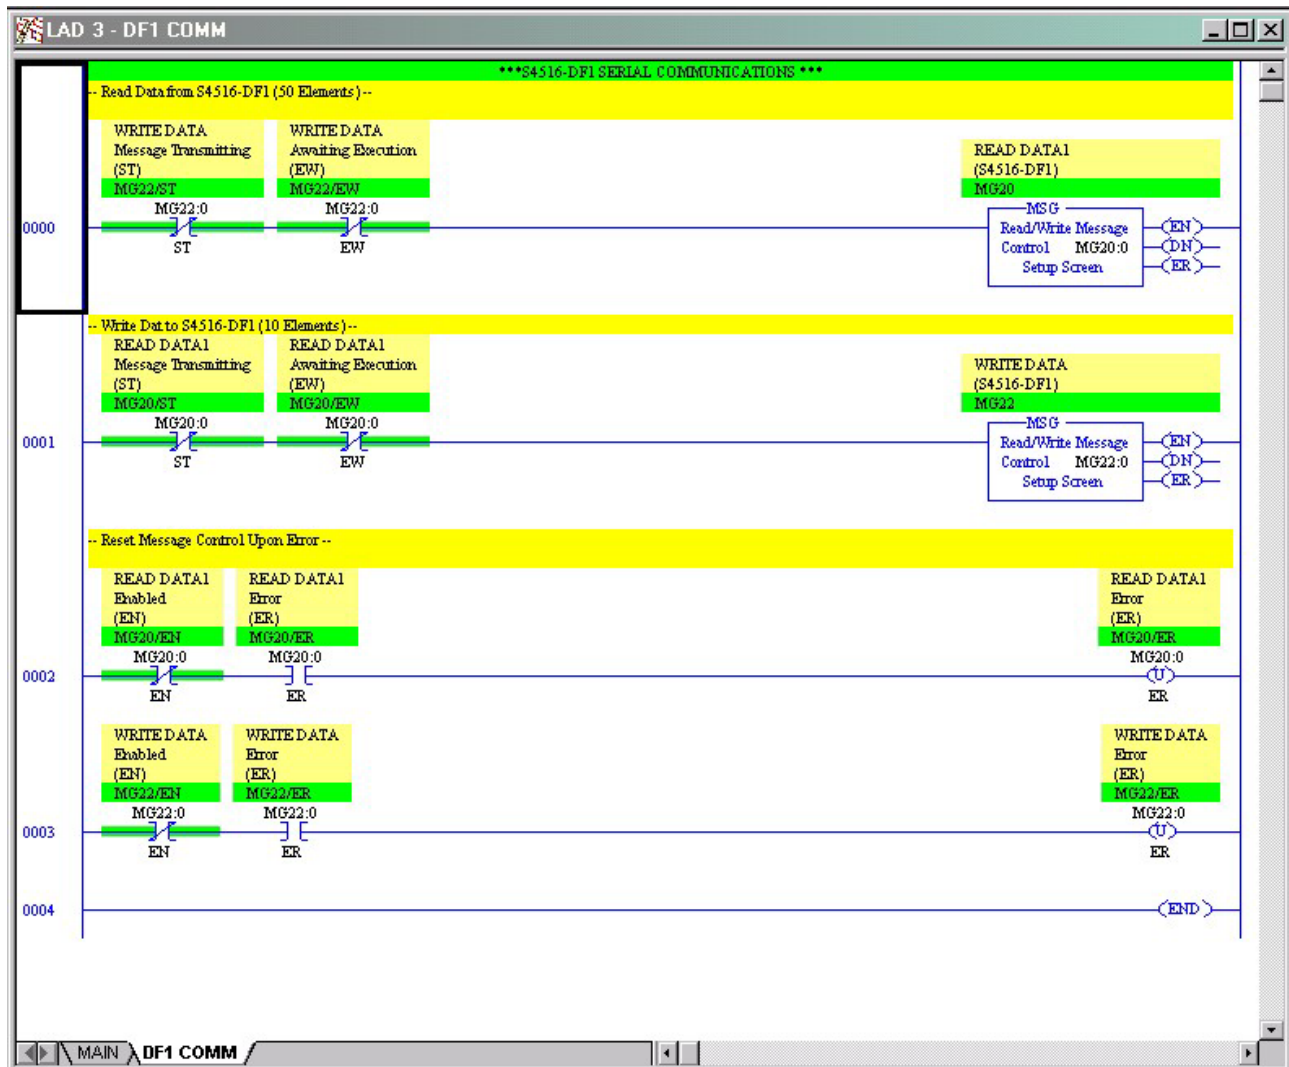 LAD 3 - DF1 COMM
***S4516-DF1 SERIAL COMMUNICATIONS ***
-- Read Data from S4516-DF1 (50 Elements) --
WRITE DATA
Message Transmitting
(ST)
MG22/ST
MG22:0
ST
WRITE DATA
Awaiting Execution
(EW)
MG22/EW
MG22:0
EW
READ DATA1
(S4516-DF1)
MG20
MSG
Read/Write Message
Control MG20:0
Setup Screen
(EN)
(DN)
(ER)
0000
-- Write Dat to S4516-DF1 (10 Elements) --
READ DATA1
Message Transmitting
(ST)
MG20/ST
MG20:0
ST
READ DATA1
Awaiting Execution
(EW)
MG20/EW
MG20:0
EW
WRITE DATA
(S4516-DF1)
MG22
MSG
Read/Write Message
Control MG22:0
Setup Screen
(EN)
(DN)
(ER)
0001
-- Reset Message Control Upon Error --
READ DATA1
Enabled
(EN)
MG20/EN
MG20:0
EN
READ DATA1
Error
(ER)
MG20/ER
MG20:0
ER
READ DATA1
Error
(ER)
MG20/ER
MG20:0
(U)
ER
0002
WRITE DATA
Enabled
(EN)
MG22/EN
MG22:0
EN
WRITE DATA
Error
(ER)
MG22/ER
MG22:0
ER
WRITE DATA
Error
(ER)
MG22/ER
MG22:0
(U)
ER
0003
0004
(END)
MAIN
DF1 COMM